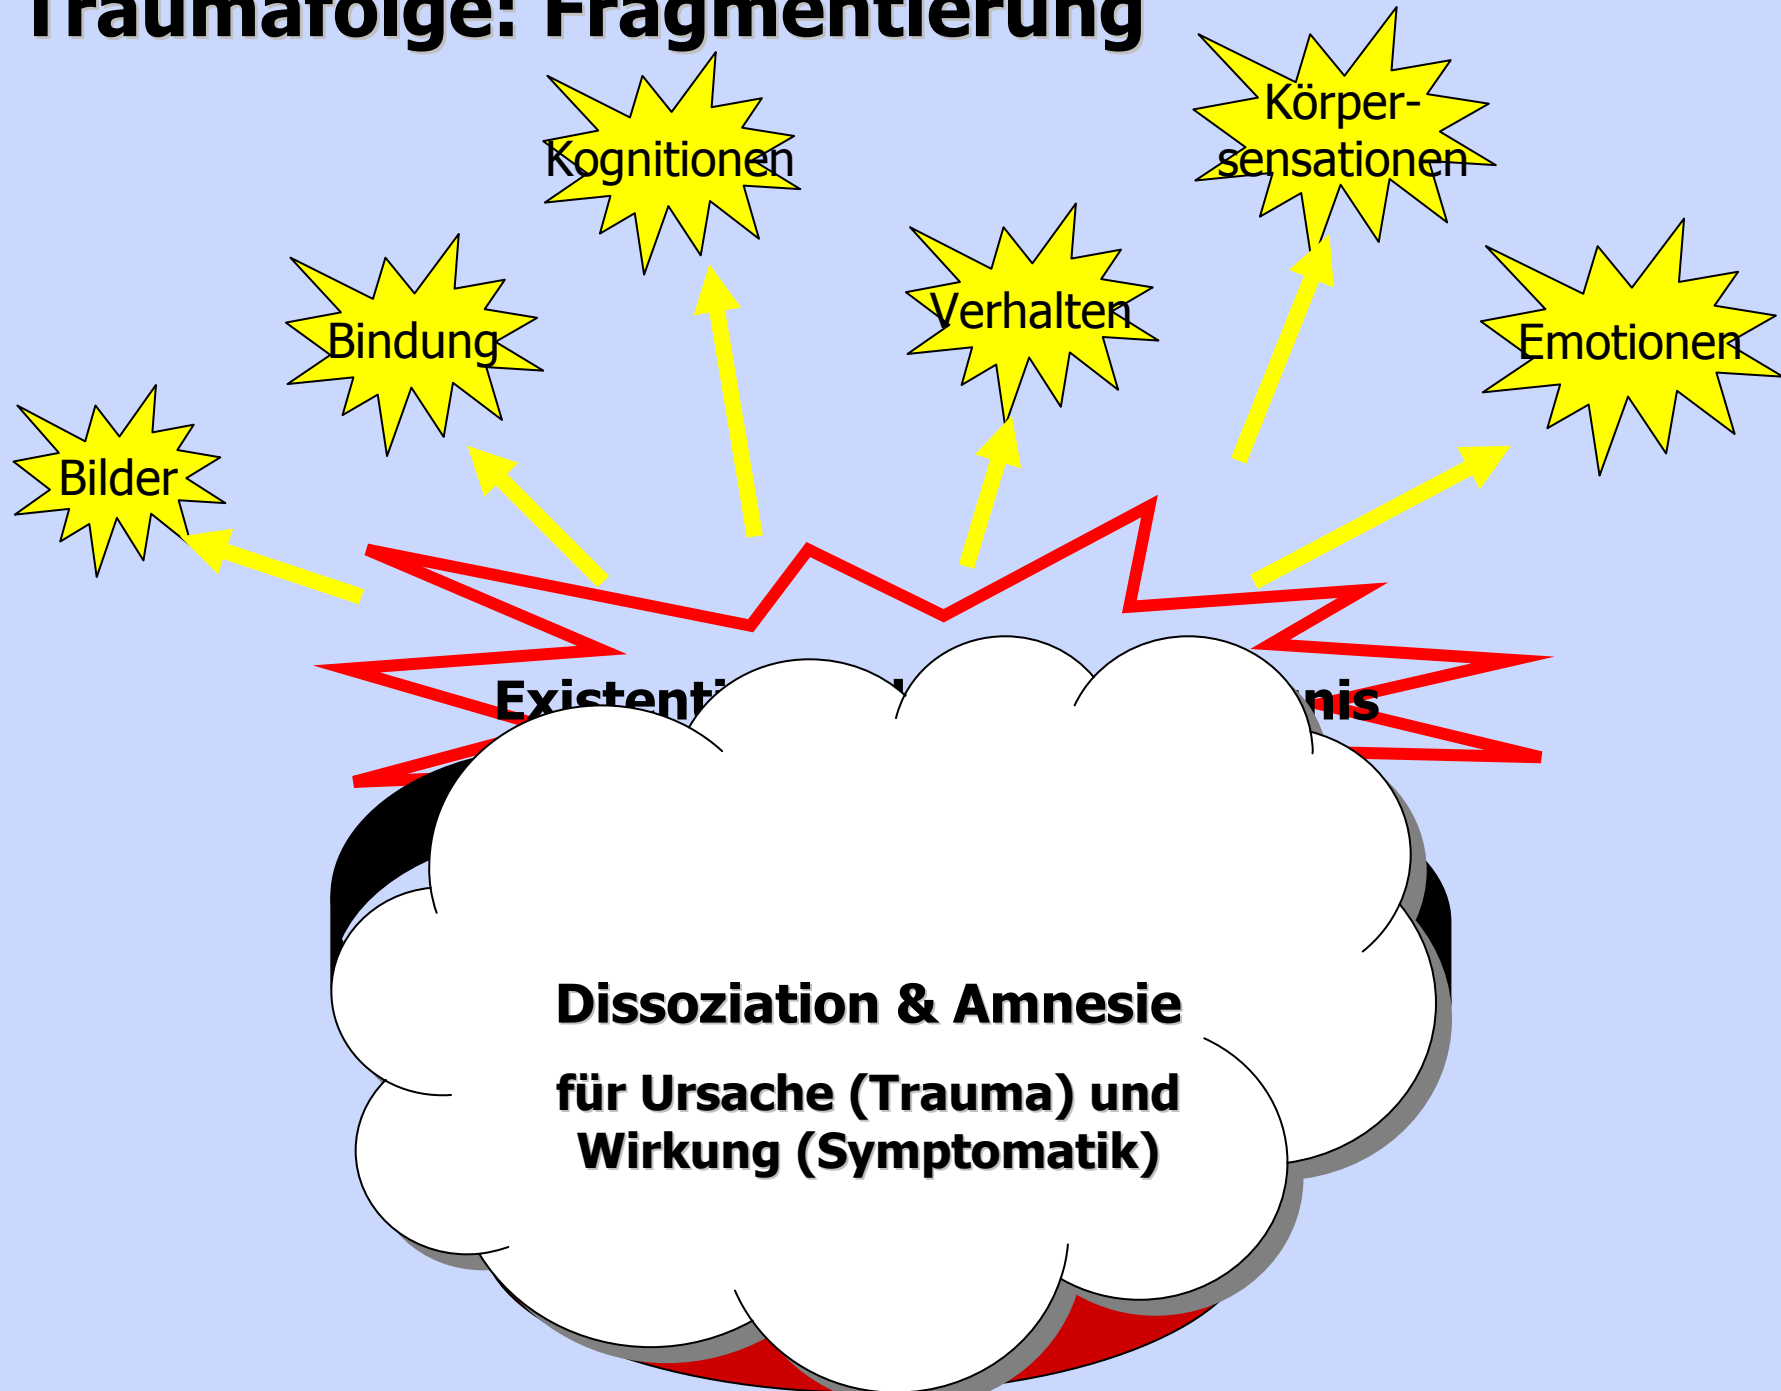 Traumafolge: Fragmentierung
Körper-
sensationen
Kognitionen
Verhalten
Bindung
Emotionen
Bilder
Dissoziation & Amnesie
für Ursache (Trauma) und
Wirkung (Symptomatik)